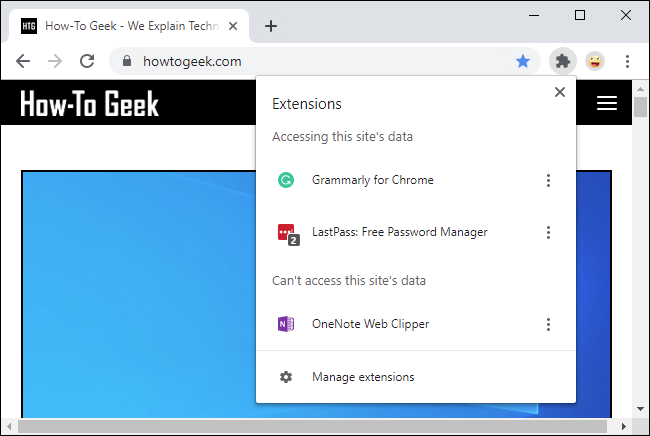 HTG How-To Geek - We Explain Techn
howtogeek.com
How-To Geek
Extensions
Accessing this site's data
Grammarly for Chrome
LastPass: Free Password Manager
2
Can't access this site's data
OneNote Web Clipper
Manage extensions